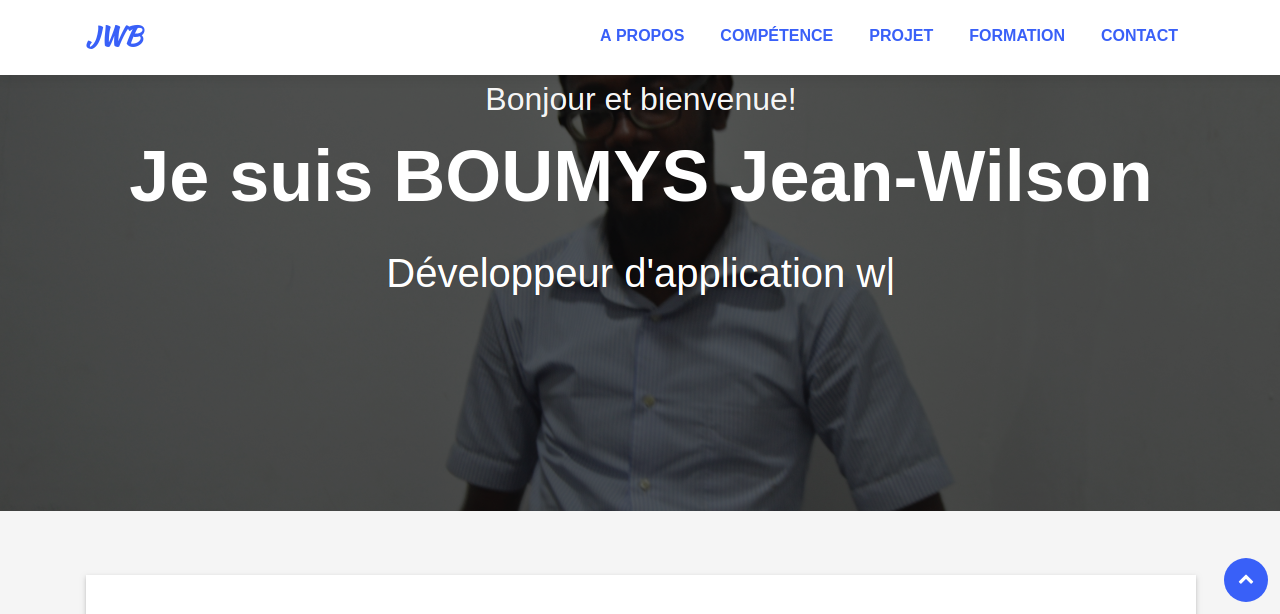 JWB
A PROPOS
COMPÉTENCE
PROJET
FORMATION
CONTACT
Bonjour et bienvenue!
Je suis BOUMYS Jean-Wilson
Développeur d'application w|